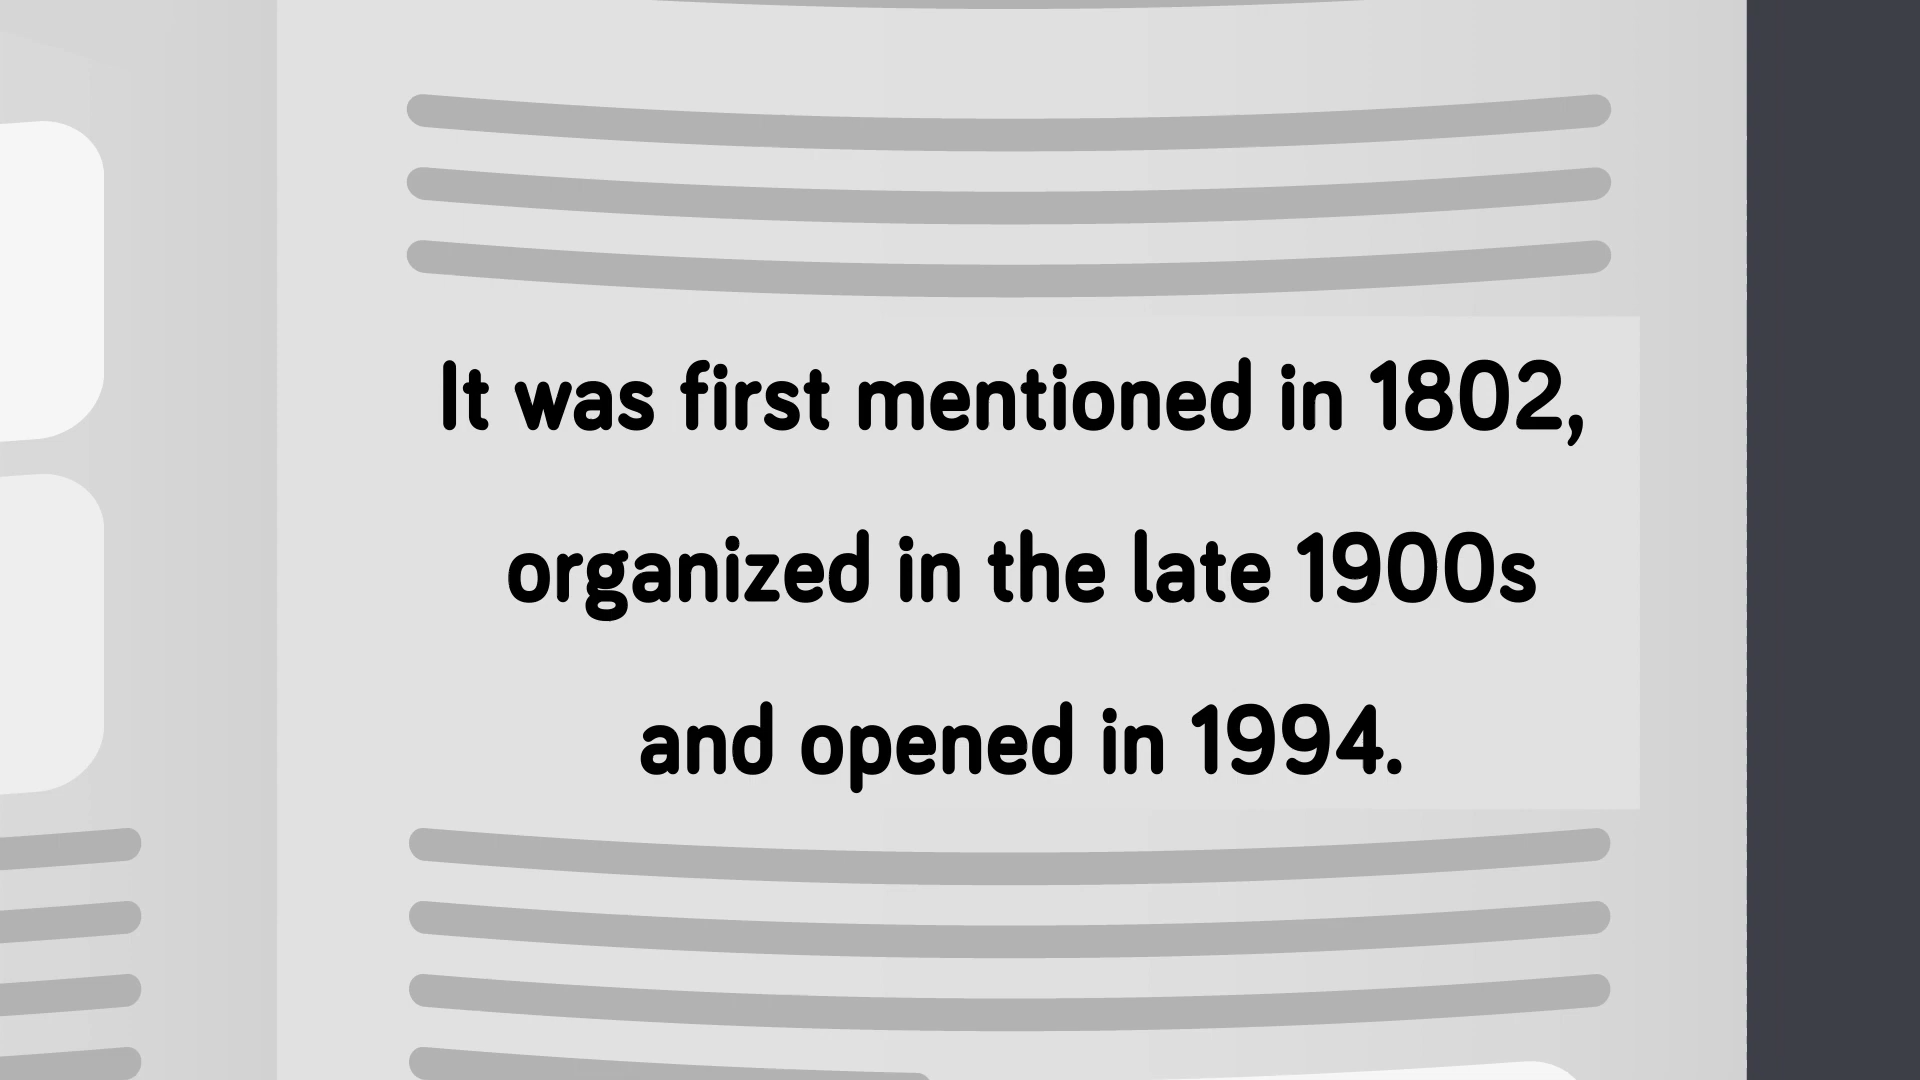 It was first mentioned in 1802,
organized in the late 1900s
and opened in 1994.